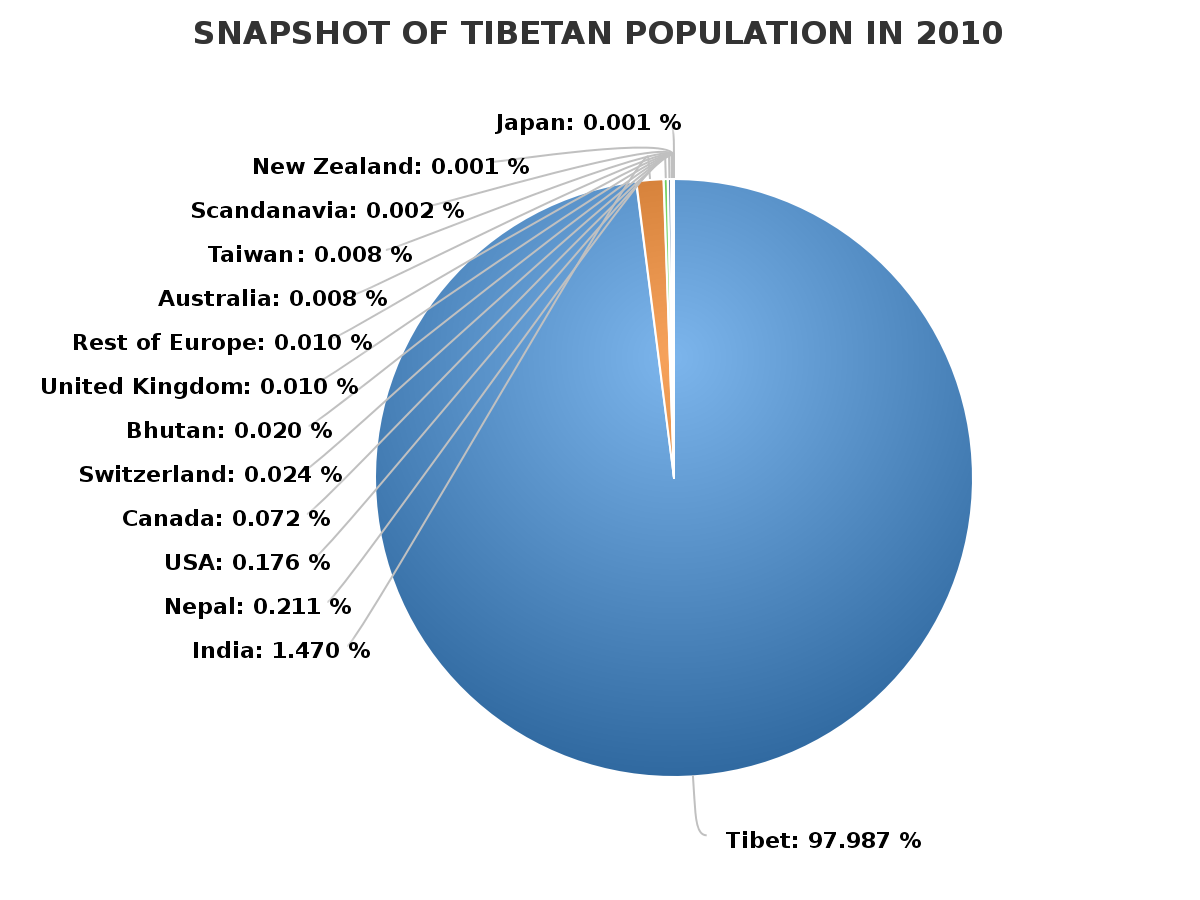 SNAPSHOT OF TIBETAN POPULATION IN 2010
Japan: 0.001 %
New Zealand: 0.001 %
Scandanavia: 0.002 %
Taiwan: 0.008 %
Australia: 0.008 %
Rest of Europe: 0.010 %
United Kingdom: 0.010 %
Bhutan: 0.020 %
Switzerland: 0.024 %
Canada: 0.072 %
USA: 0.176 %
Nepal: 0.211 %
India: 1.470 %
Tibet: 97.987 %